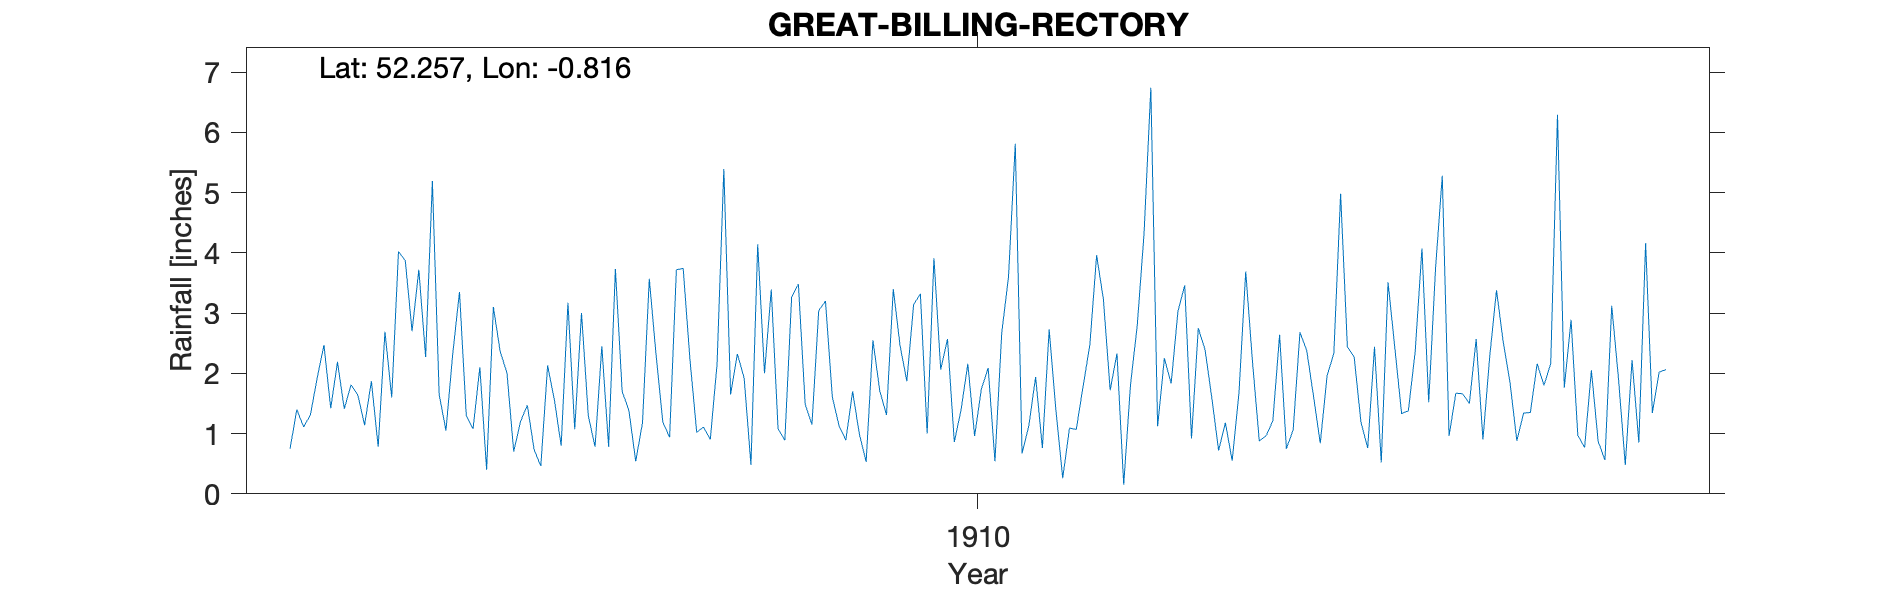 GREAT-BILLING-RECTORY
Lat: 52.257, Lon: -0.816
7
6
5
4
3
2
1
0
Rainfall [inches]
1910
Year